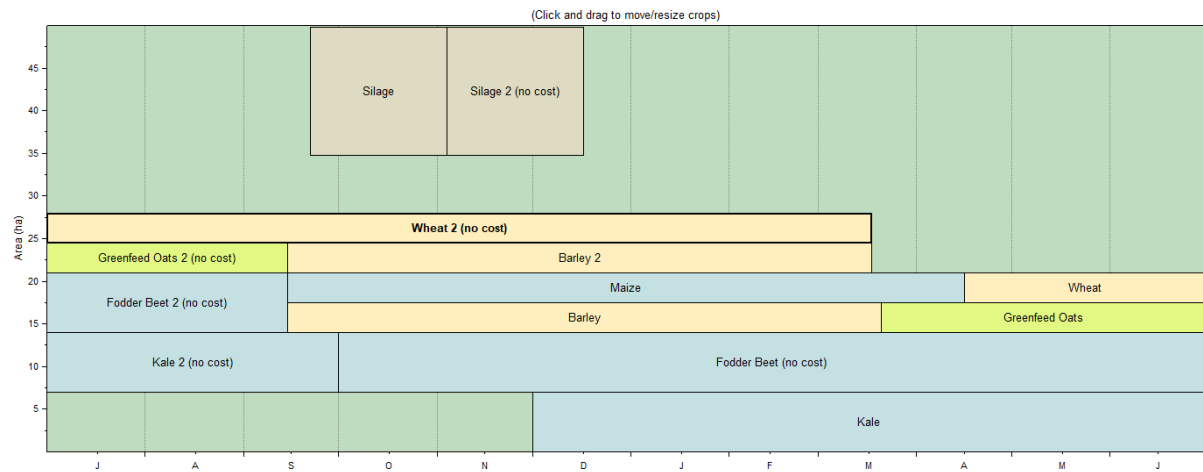 (Click and drag to move/resize crops)
45
40
35
30
25
20
15
10
5
Area (ha)
Silage
Silage 2 (no cost)
Wheat 2 (no cost)
Greenfeed Oats 2 (no cost)
Barley 2
Fodder Beet 2 (no cost)
Maize
Wheat
Barley
Greenfeed Oats
Kale 2 (no cost)
Fodder Beet (no cost)
Kale
J A S O N D J F M A M J